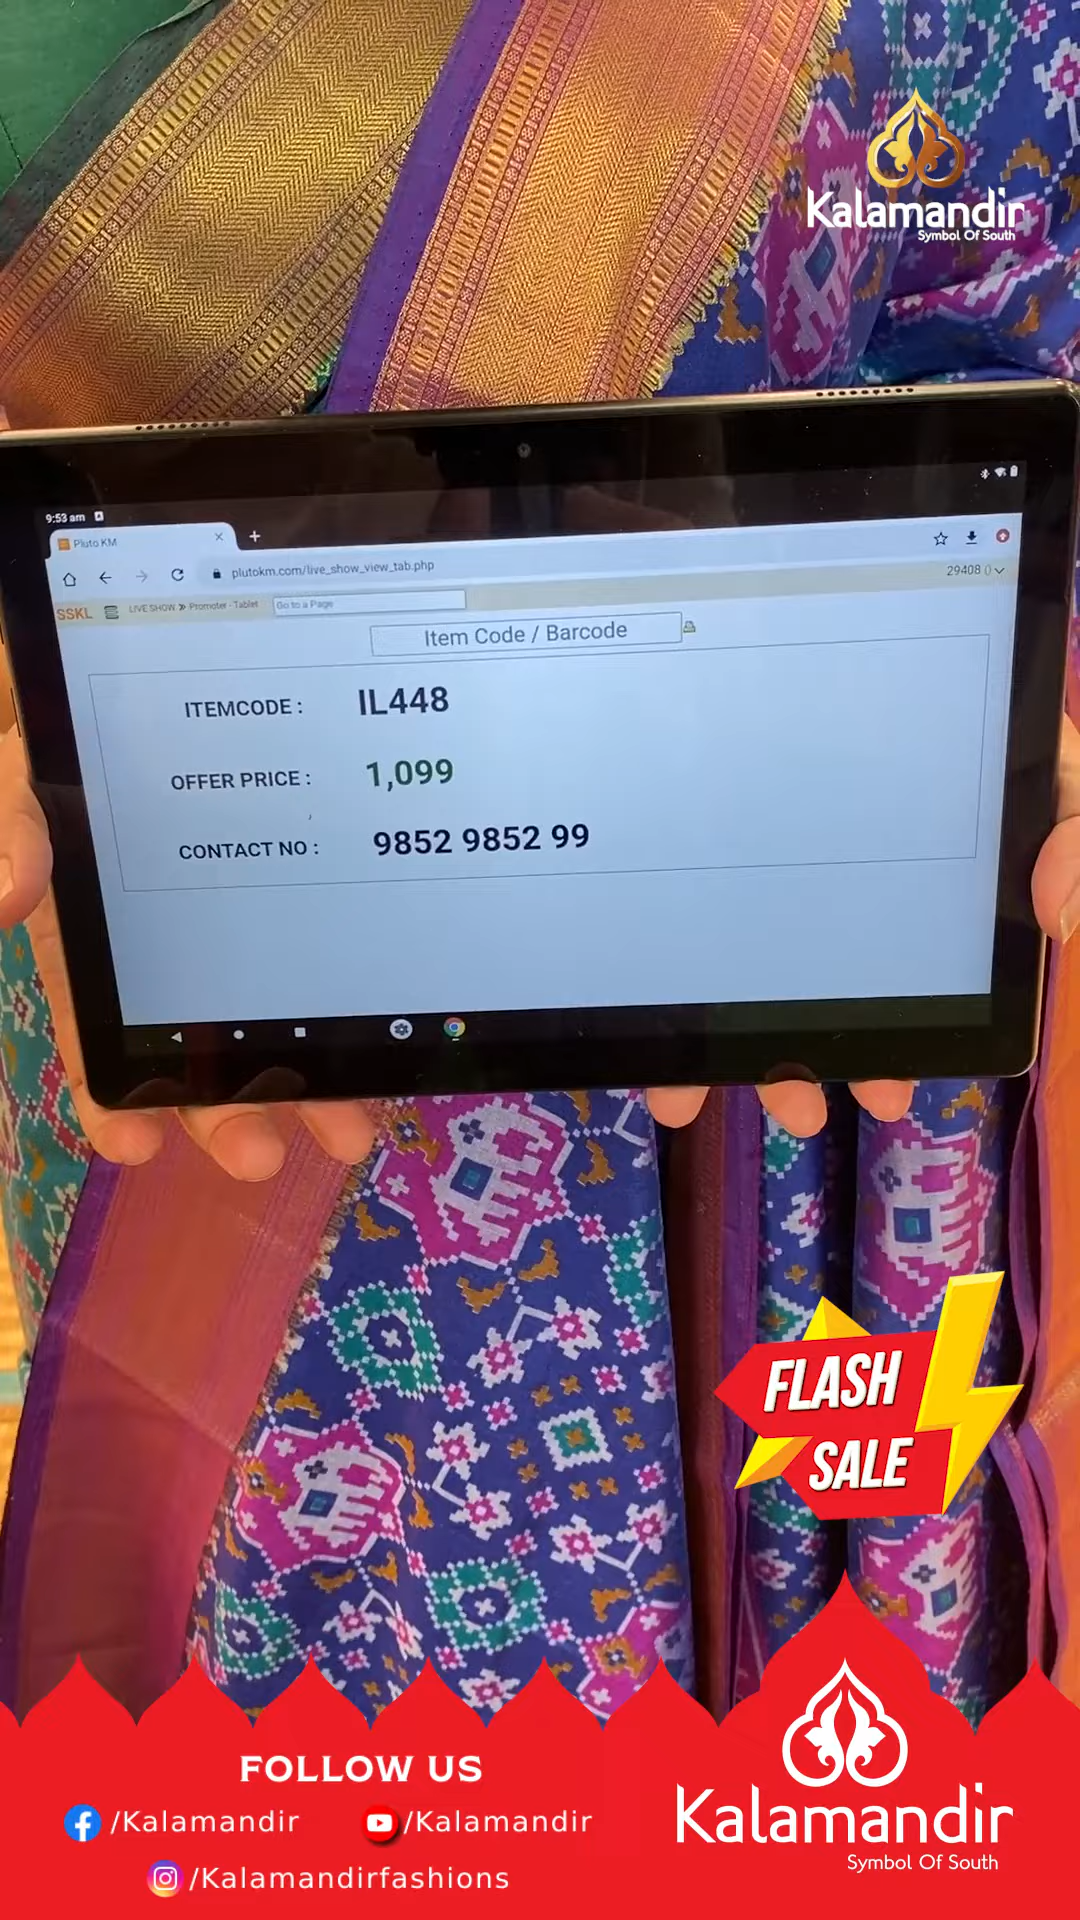 Kalamandir
Symbol Of South
9:53 am
Pluto KM
plutokm.com/live_show_view_tab.php
29408 ()
SSKL
LIVE SHOW » Promoter - Tablet
Go to a Page
Item Code / Barcode
ITEMCODE : IL448
OFFER PRICE : 1,099
CONTACT NO : 9852 9852 99
FLASH
SALE
FOLLOW US
/Kalamandir /Kalamandir
/Kalamandirfashions
Kalamandir
Symbol Of South